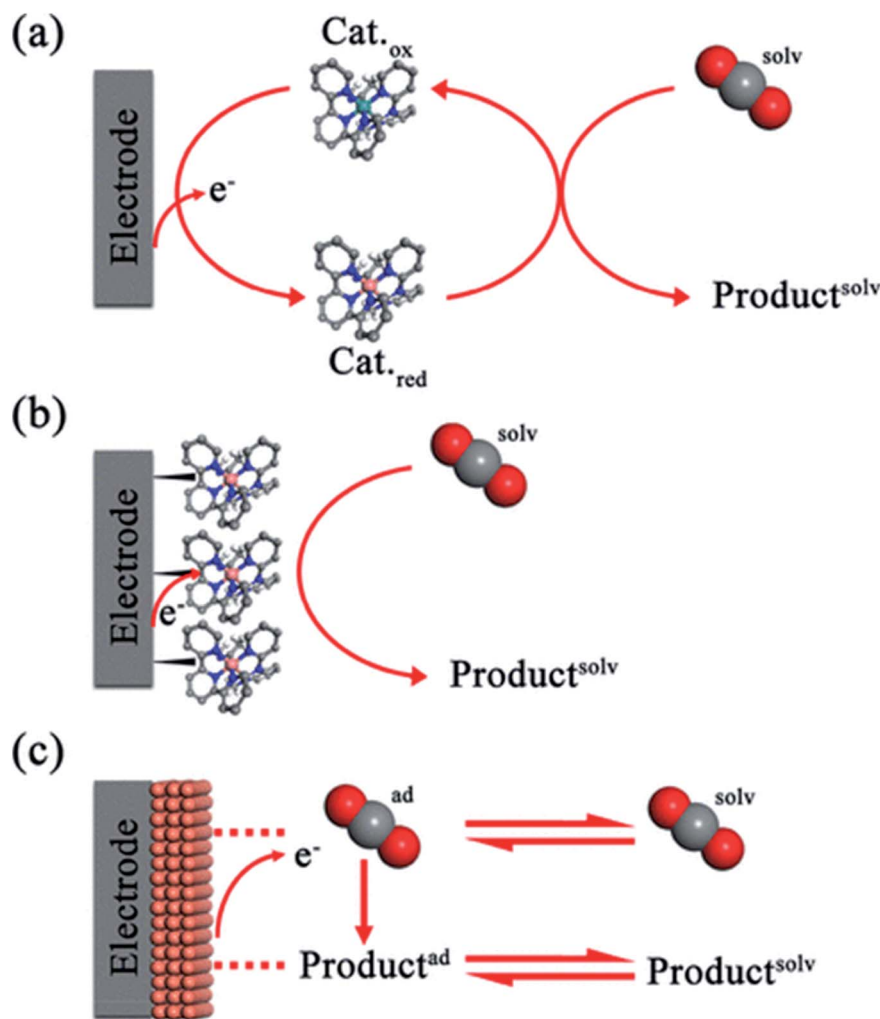 (a)
Cat.ox
solv
Electrode
e-
Productsolv
Cat.red
(b)
solv
Electrode
e-
Productsolv
(c)
ad
solv
Electrode
e-
Productad
Productsolv